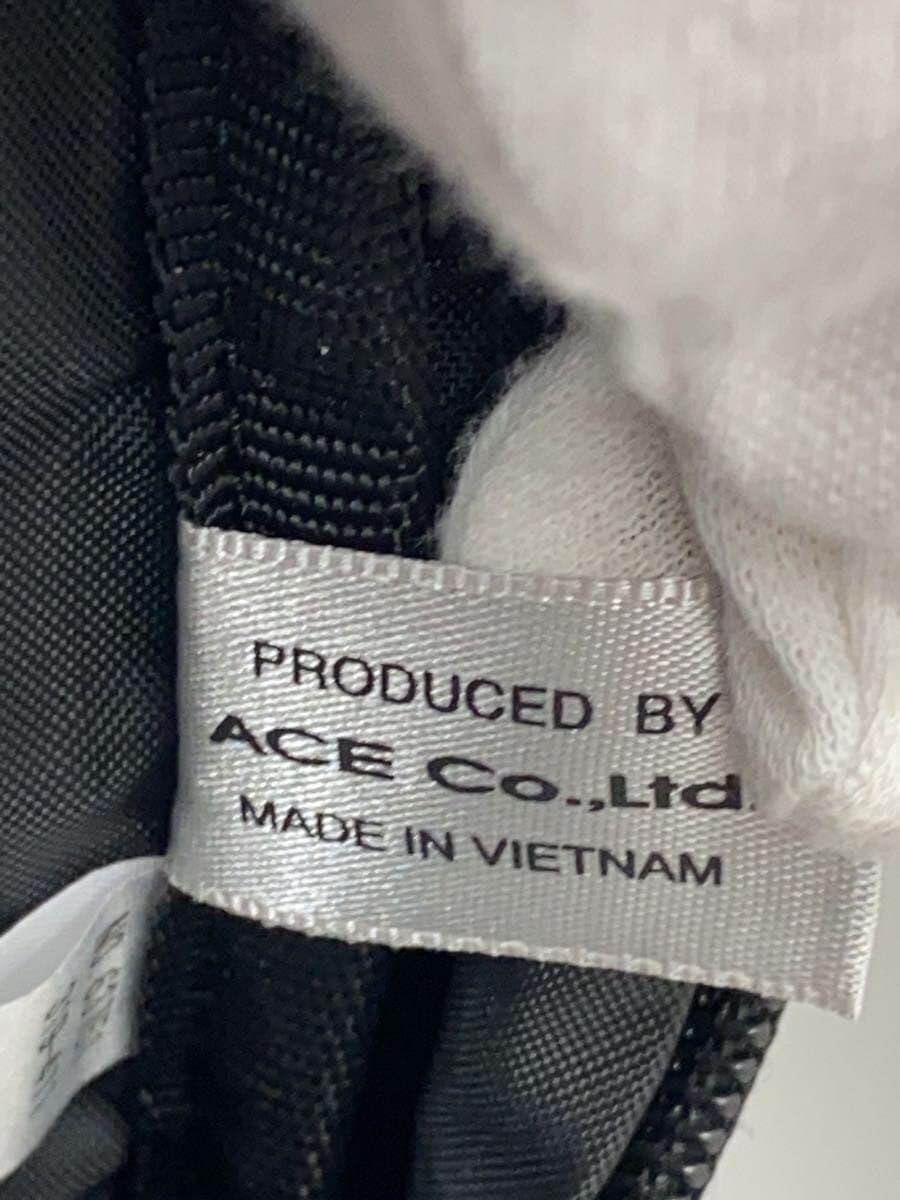 PRODUCED BY
ACE Co.,Ltd.
MADE IN VIETNAM